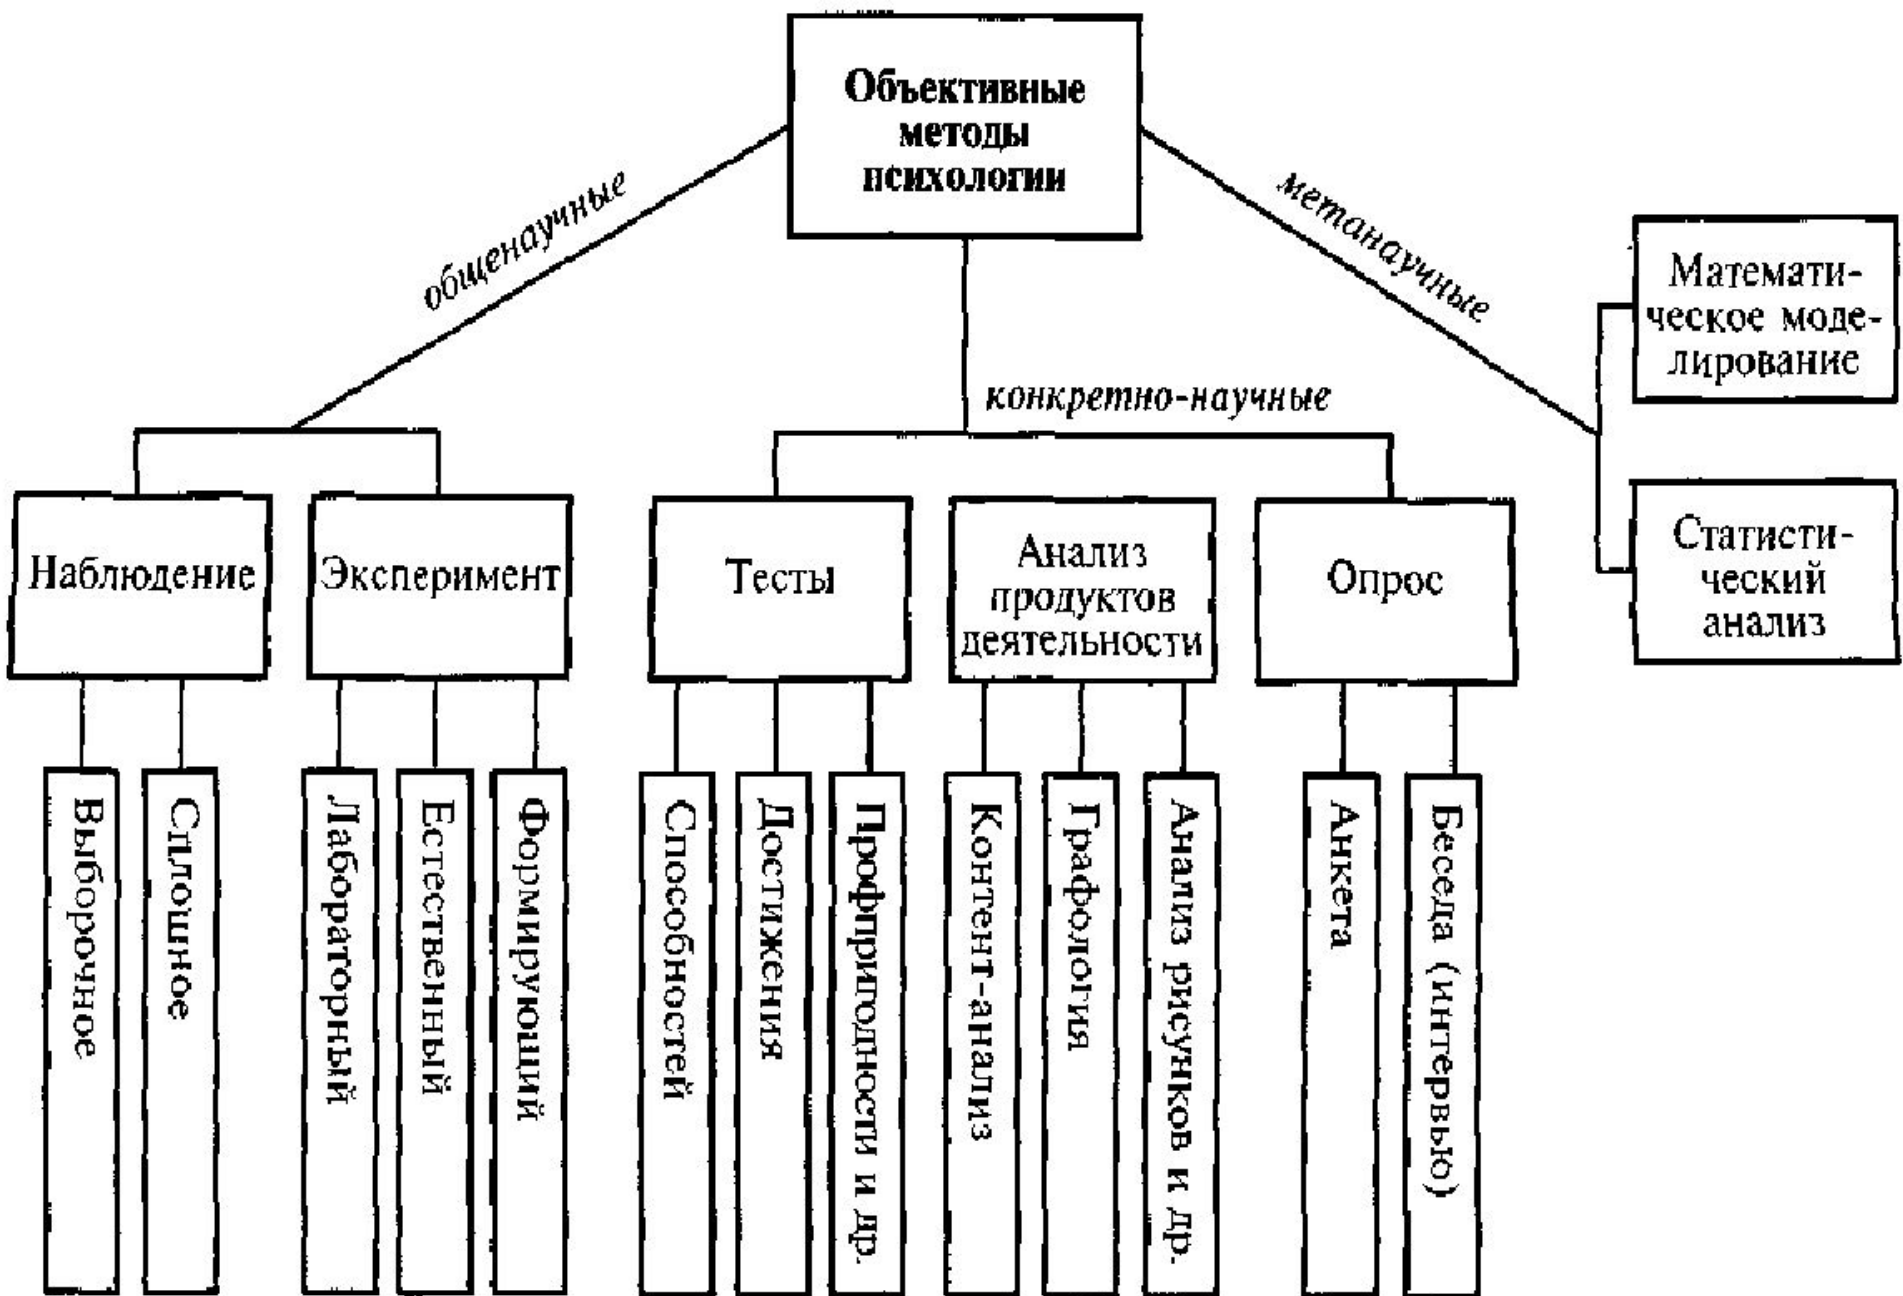 Объективные
методы
психологии
общенаучные
метанаучные
конкретно-научные
Математи-
ческое моде-
лирование
Статисти-
ческий
анализ
Наблюдение
Эксперимент
Тесты
Анализ
продуктов
деятельности
Опрос
Выборочное
Сплошное
Лабораторный
Естественный
Формирующий
Способностей
Достижения
Профпригодности и др.
Контент-анализ
Графология
Анализ рисунков и др.
Анкета
Беседа (интервью)